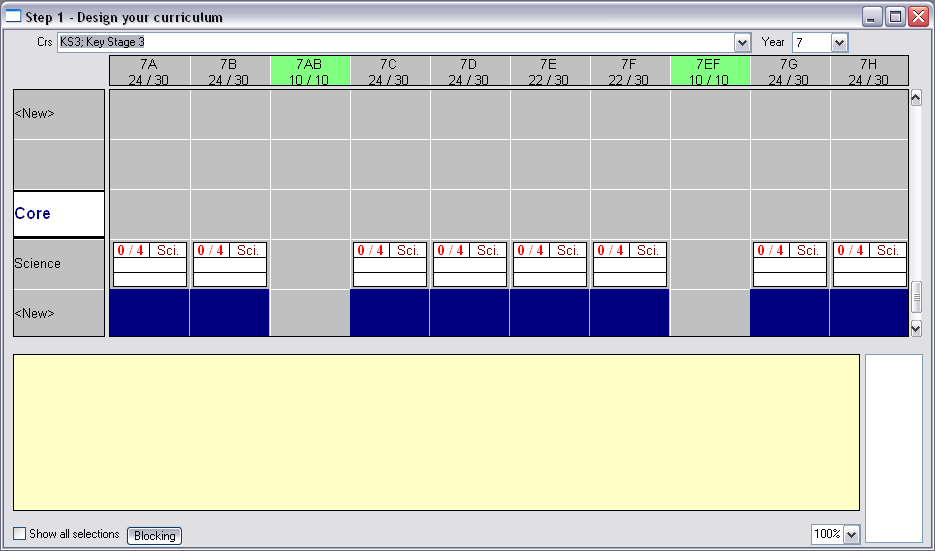 Step 1 - Design your curriculum
Crs KS3; Key Stage 3 Year 7
7A 7B 7AB 7C 7D 7E 7F 7EF 7G 7H
24 / 30 24 / 30 10 / 10 24 / 30 24 / 30 22 / 30 22 / 30 10 / 10 24 / 30 24 / 30
<New>
Core
Science 0 / 4 Sci. 0 / 4 Sci. 0 / 4 Sci. 0 / 4 Sci. 0 / 4 Sci. 0 / 4 Sci. 0 / 4 Sci. 0 / 4 Sci.
<New>
Show all selections Blocking 100%